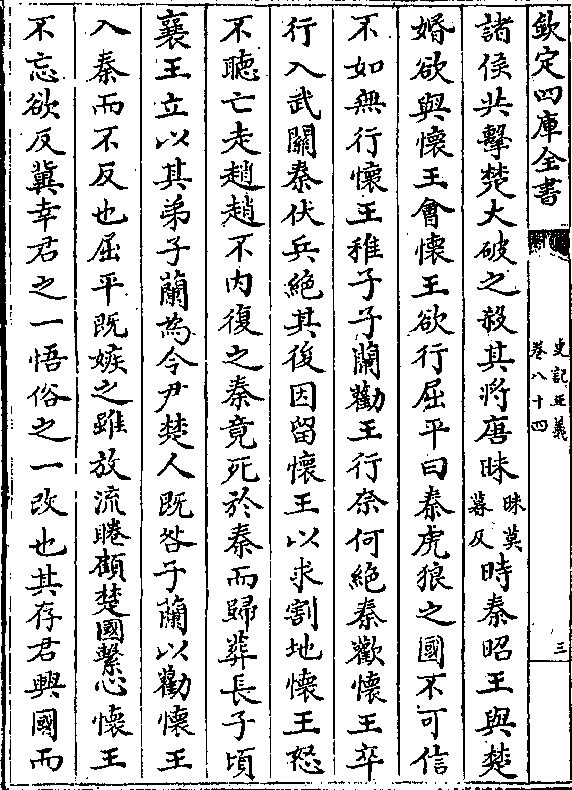 欽定四庫全書
史記正義
卷八十四
三
諸侯共擊楚大破之殺其將唐昧昧莫暮反時秦昭王與楚
婚欲與懷王會懷王欲行屈平曰秦虎狼之國不可信
不如無行懷王稚子子蘭勸王行奈何絶秦歡懷王卒
行入武關秦伏兵絶其後因留懷王以求割地懷王怒
不聽亡走趙趙不内復之秦竟死於秦而歸葬長子頃
襄王立以其弟子蘭為令尹楚人既咎子蘭以勸懷王
入秦而不反也屈平既嫉之雖放流睠顧楚國繫心懷王
不忘欲反冀幸君之一悟俗之一改也其存君興國而